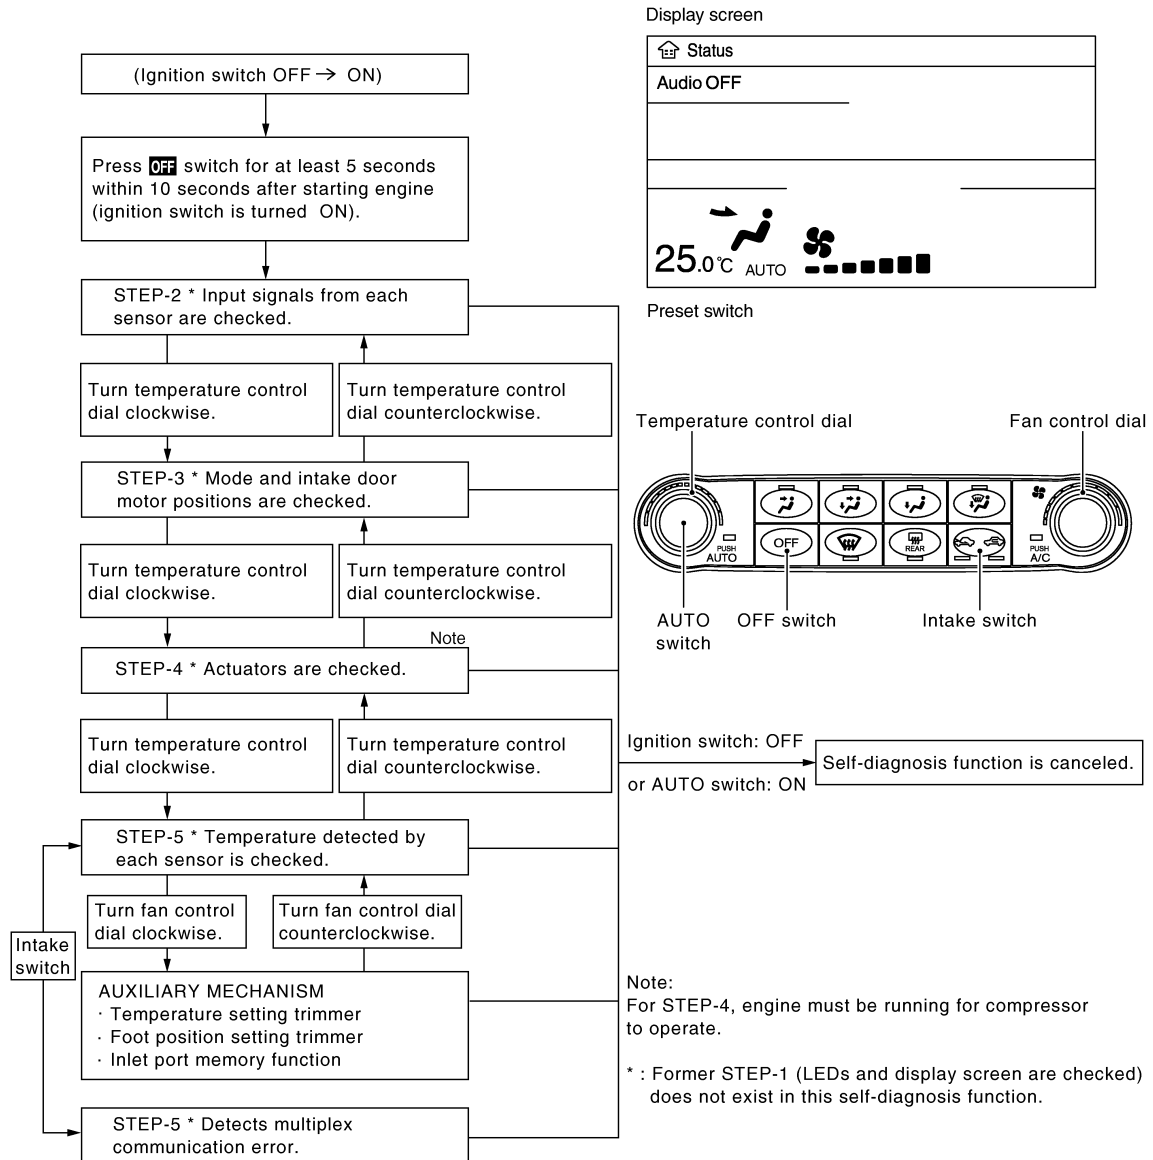 Display screen
Status
Audio OFF
25.0°C AUTO
Preset switch
(Ignition switch OFF → ON)
Press OFF switch for at least 5 seconds
within 10 seconds after starting engine
(ignition switch is turned ON).
STEP-2 * Input signals from each
sensor are checked.
Turn temperature control
dial clockwise.
Turn temperature control
dial counterclockwise.
STEP-3 * Mode and intake door
motor positions are checked.
Turn temperature control
dial clockwise.
Turn temperature control
dial counterclockwise.
Note
STEP-4 * Actuators are checked.
Turn temperature control
dial clockwise.
Turn temperature control
dial counterclockwise.
STEP-5 * Temperature detected by
each sensor is checked.
Turn fan control
dial clockwise.
Turn fan control dial
counterclockwise.
Intake
switch
AUXILIARY MECHANISM
· Temperature setting trimmer
· Foot position setting trimmer
· Inlet port memory function
STEP-5 * Detects multiplex
communication error.
Temperature control dial
Fan control dial
PUSH
AUTO
OFF
REAR
PUSH
A/C
AUTO
switch
OFF switch
Intake switch
Ignition switch: OFF
or AUTO switch: ON
Self-diagnosis function is canceled.
Note:
For STEP-4, engine must be running for compressor
to operate.
* : Former STEP-1 (LEDs and display screen are checked)
does not exist in this self-diagnosis function.